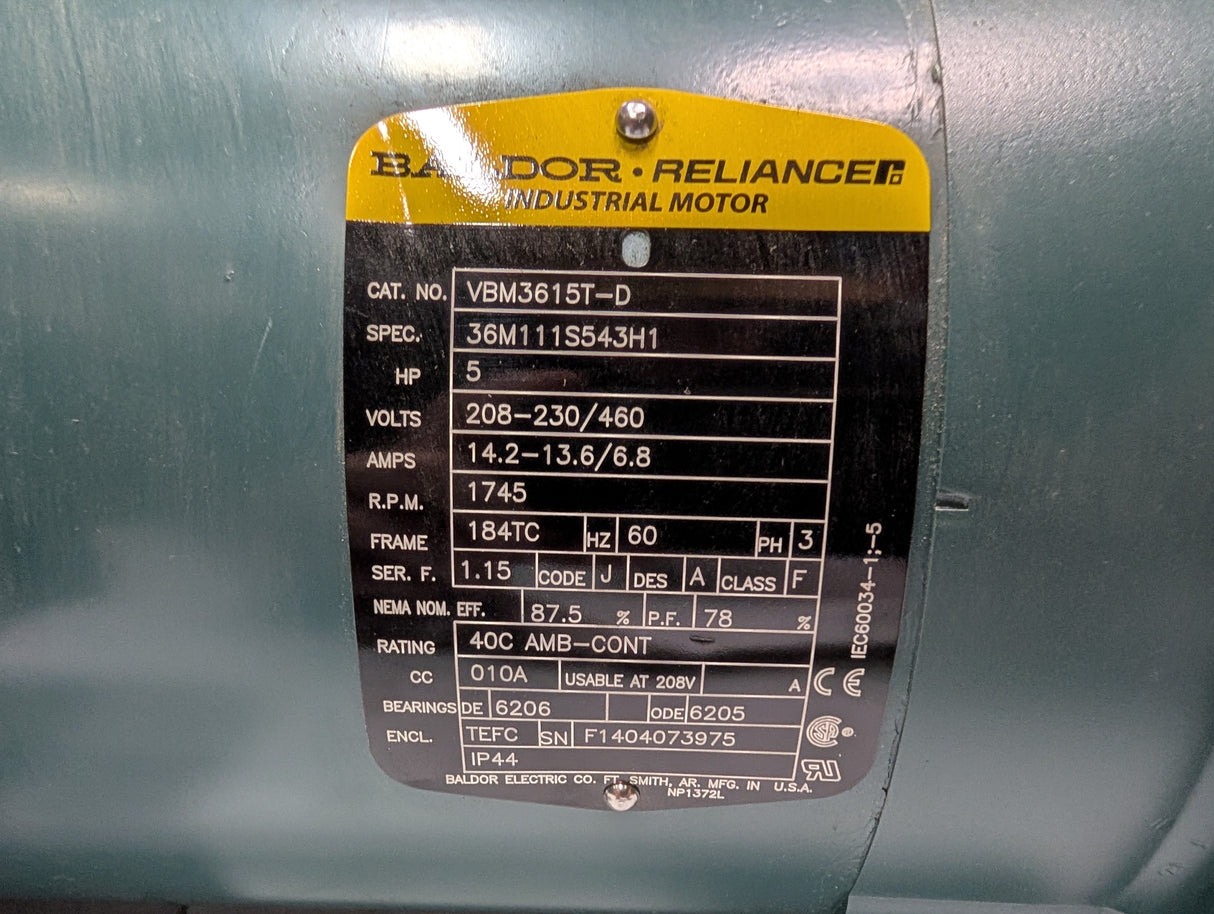 BALDOR · RELIANCE
INDUSTRIAL MOTOR
CAT. NO. VBM3615T-D
SPEC. 36M111S543H1
HP 5
VOLTS 208-230/460
AMPS 14.2-13.6/6.8
R.P.M. 1745
FRAME 184TC HZ 60 PH 3
SER. F. 1.15 CODE J DES A CLASS F
NEMA NOM. EFF. 87.5 % P.F. 78 %
RATING 40C AMB-CONT
CC 010A USABLE AT 208V A
BEARINGS DE 6206 ODE 6205
ENCL. TEFC SN F1404073975
IP44
BALDOR ELECTRIC CO. FT. SMITH, AR. MFG. IN U.S.A.
NP1372L
IEC60034-1;-5
CE